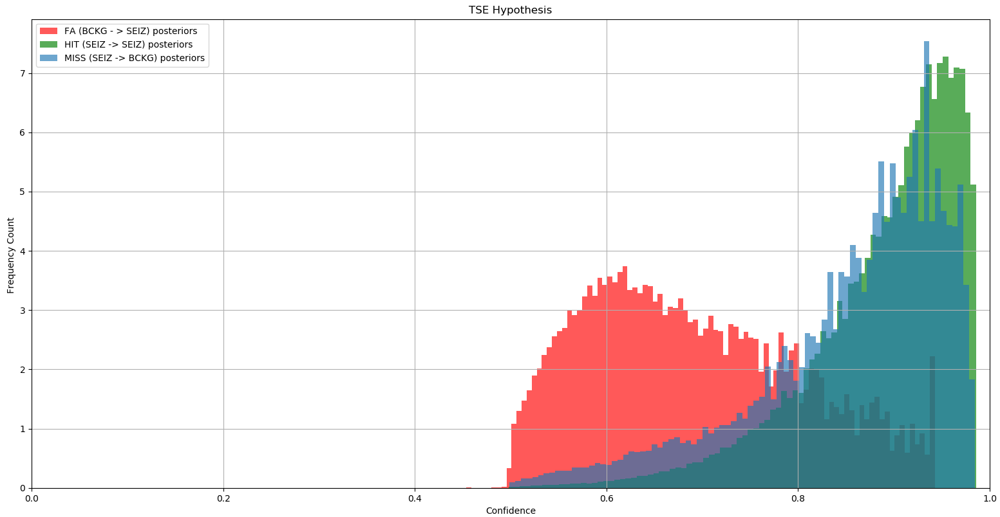 TSE Hypothesis
FA (BCKG - > SEIZ) posteriors
HIT (SEIZ -> SEIZ) posteriors
MISS (SEIZ -> BCKG) posteriors
7
6
5
4
3
2
1
0
Frequency Count
0.0 0.2 0.4 0.6 0.8 1.0
Confidence